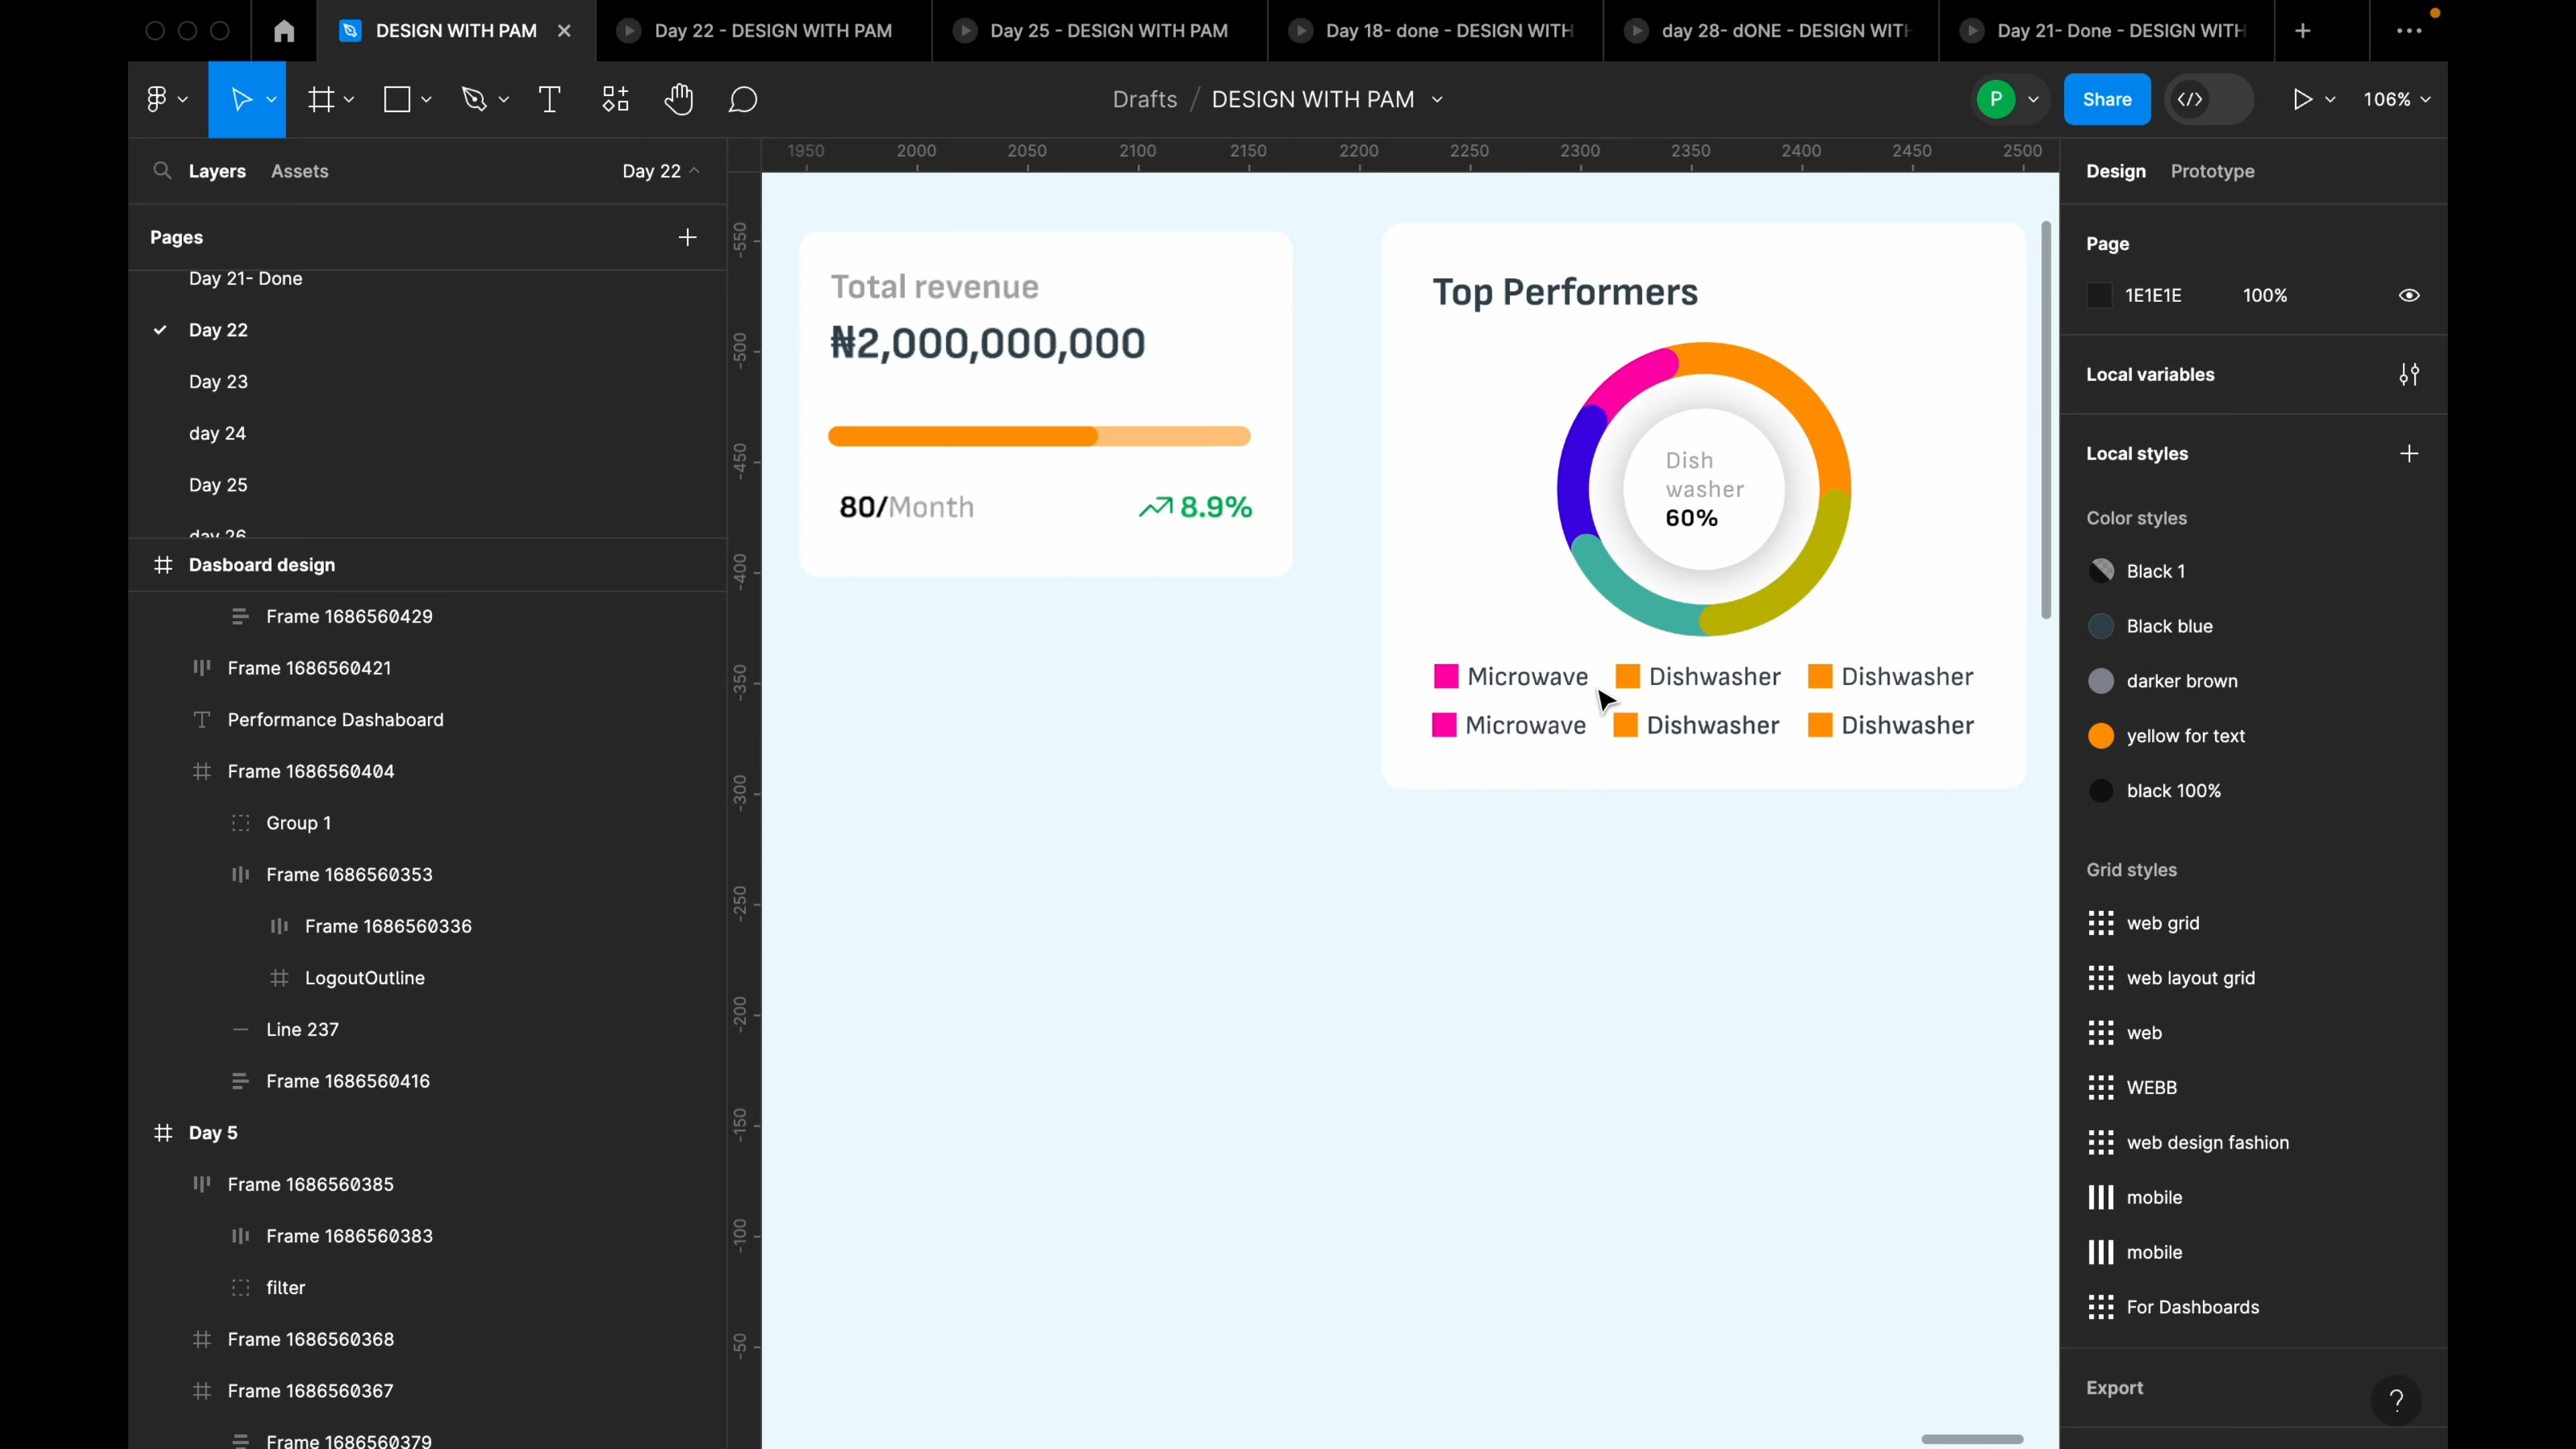 DESIGN WITH PAM
Day 22 - DESIGN WITH PAM
Day 25 - DESIGN WITH PAM
Day 18- done - DESIGN WITH
day 28- dONE - DESIGN WITH
Day 21- Done - DESIGN WITH
Drafts / DESIGN WITH PAM
P
Share
106%
Layers
Assets
Day 22
Pages
Day 21- Done
Day 22
Day 23
day 24
Day 25
day 26
Dasboard design
Frame 1686560429
Frame 1686560421
Performance Dashaboard
Frame 1686560404
Group 1
Frame 1686560353
Frame 1686560336
LogoutOutline
Line 237
Frame 1686560416
Day 5
Frame 1686560385
Frame 1686560383
filter
Frame 1686560368
Frame 1686560367
Frame 1686560379
1950 2000 2050 2100 2150 2200 2250 2300 2350 2400 2450 2500
-550
-500
-450
-400
-350
-300
-250
-200
-150
-100
-50
Total revenue
₦2,000,000,000
80/Month
8.9%
Top Performers
Dish
washer
60%
Microwave Dishwasher Dishwasher
Microwave Dishwasher Dishwasher
Design
Prototype
Page
1E1E1E 100%
Local variables
Local styles
Color styles
Black 1
Black blue
darker brown
yellow for text
black 100%
Grid styles
web grid
web layout grid
web
WEBB
web design fashion
mobile
mobile
For Dashboards
Export
?